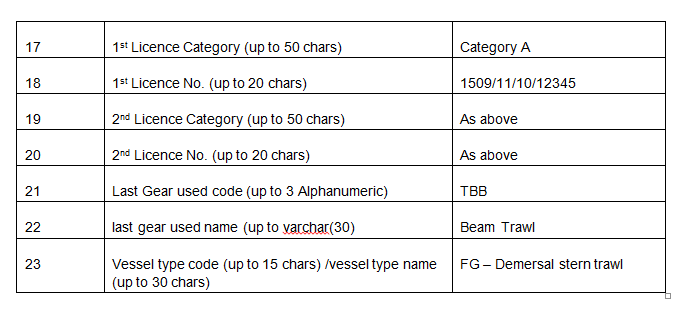 17 1st Licence Category (up to 50 chars) Category A
18 1st Licence No. (up to 20 chars) 1509/11/10/12345
19 2nd Licence Category (up to 50 chars) As above
20 2nd Licence No. (up to 20 chars) As above
21 Last Gear used code (up to 3 Alphanumeric) TBB
22 last gear used name (up to varchar(30) Beam Trawl
23 Vessel type code (up to 15 chars) /vessel type name FG – Demersal stern trawl
(up to 30 chars)